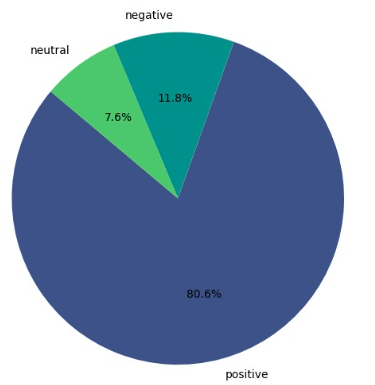 negative
neutral
11.8%
7.6%
80.6%
positive